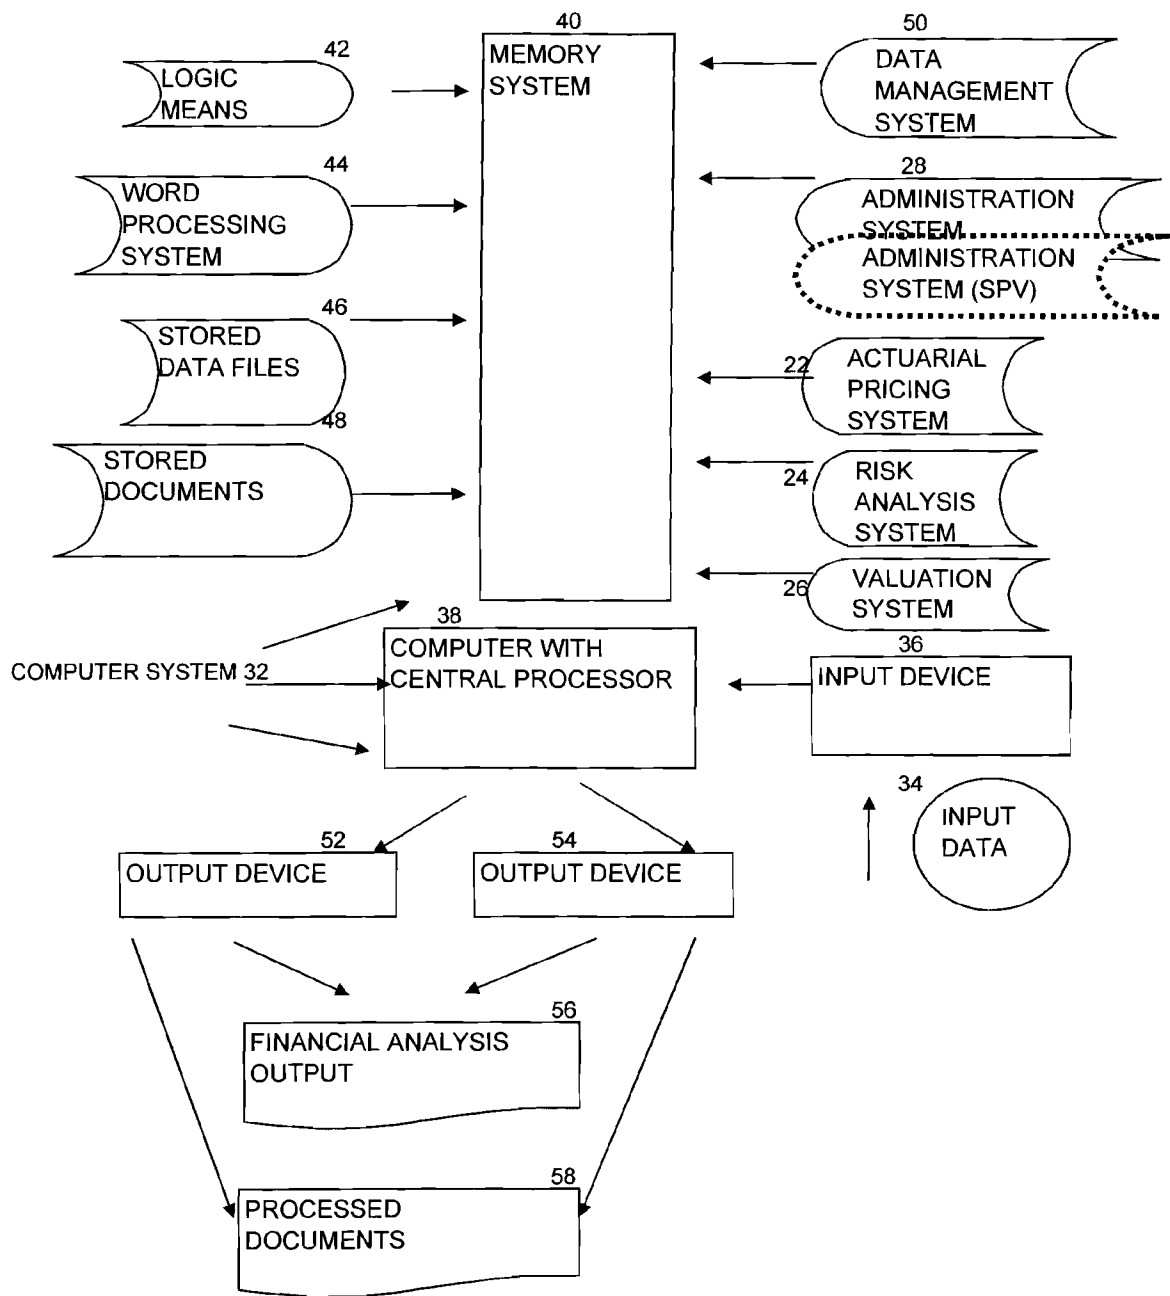 40
MEMORY
SYSTEM
42
LOGIC
MEANS
44
WORD
PROCESSING
SYSTEM
46
STORED
DATA FILES
48
STORED
DOCUMENTS
50
DATA
MANAGEMENT
SYSTEM
28
ADMINISTRATION
SYSTEM
ADMINISTRATION
SYSTEM (SPV)
22
ACTUARIAL
PRICING
SYSTEM
24
RISK
ANALYSIS
SYSTEM
26
VALUATION
SYSTEM
COMPUTER SYSTEM 32
38
COMPUTER WITH
CENTRAL PROCESSOR
36
INPUT DEVICE
34
INPUT
DATA
52
OUTPUT DEVICE
54
OUTPUT DEVICE
56
FINANCIAL ANALYSIS
OUTPUT
58
PROCESSED
DOCUMENTS